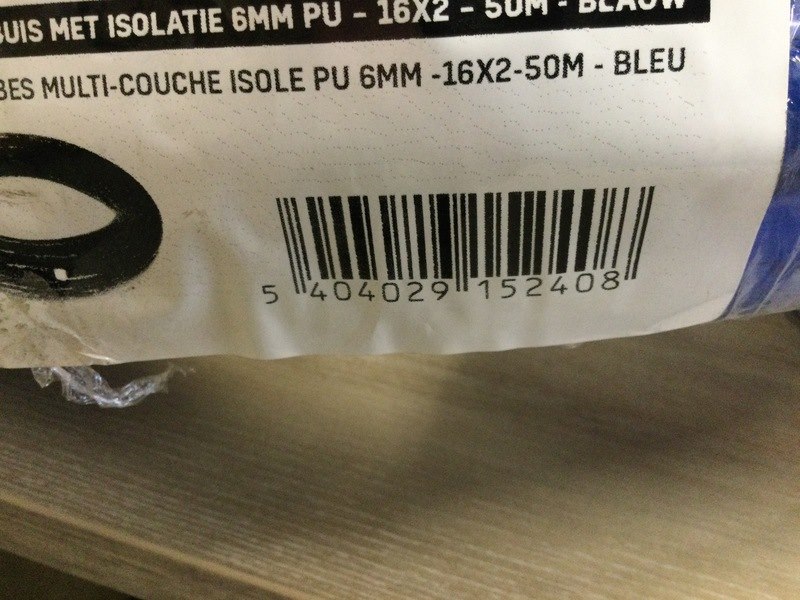 BUIS MET ISOLATIE 6MM PU - 16X2 - 50M - BLAUW
BES MULTI-COUCHE ISOLE PU 6MM -16X2-50M - BLEU
5 404029 152408